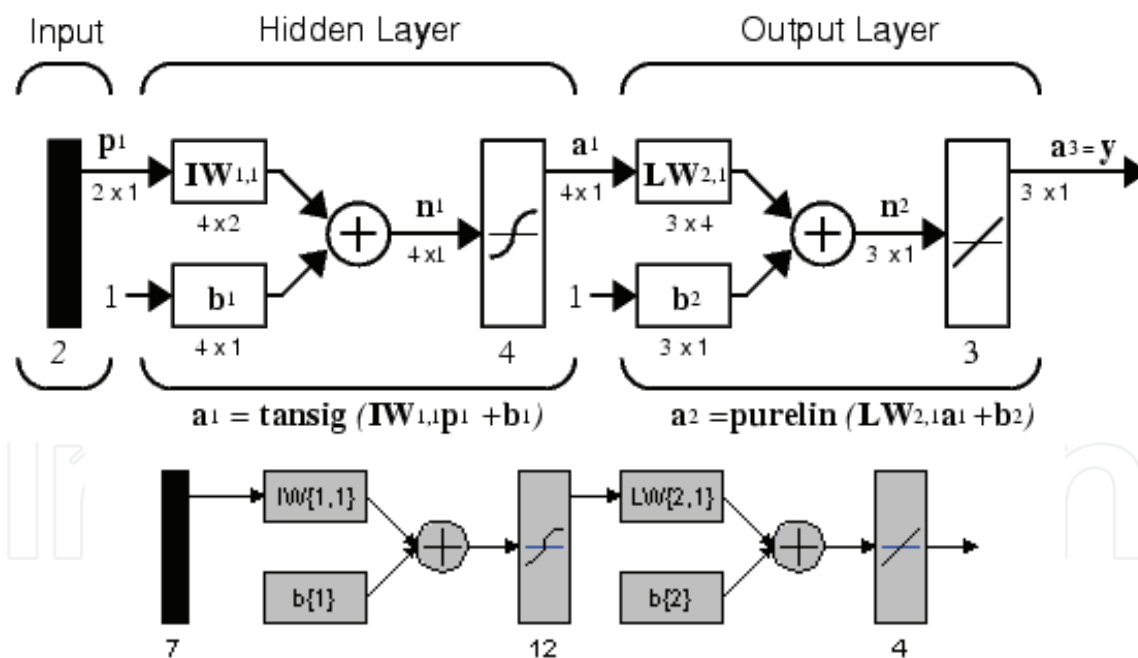 Input Hidden Layer Output Layer
p1 a1 a3 = y
IW1,1 LW2,1
2 x 1 4 x 1 3 x 1
n1 n2
4 x 2 3 x 4
4 x1 3 x 1
1 b1 1 b2
4 x 1 3 x 1
2 4 3
a1 = tansig (IW1,1p1 +b1) a2 =purelin (LW2,1a1 +b2)
IW{1,1} LW{2,1}
b{1} b{2}
7 12 4